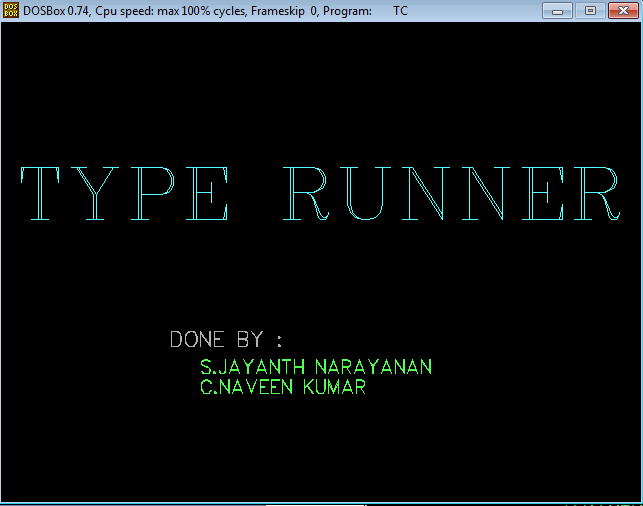 DOSBox 0.74, Cpu speed: max 100% cycles, Frameskip 0, Program: TC
TYPE RUNNER
DONE BY :
S.JAYANTH NARAYANAN
C.NAVEEN KUMAR